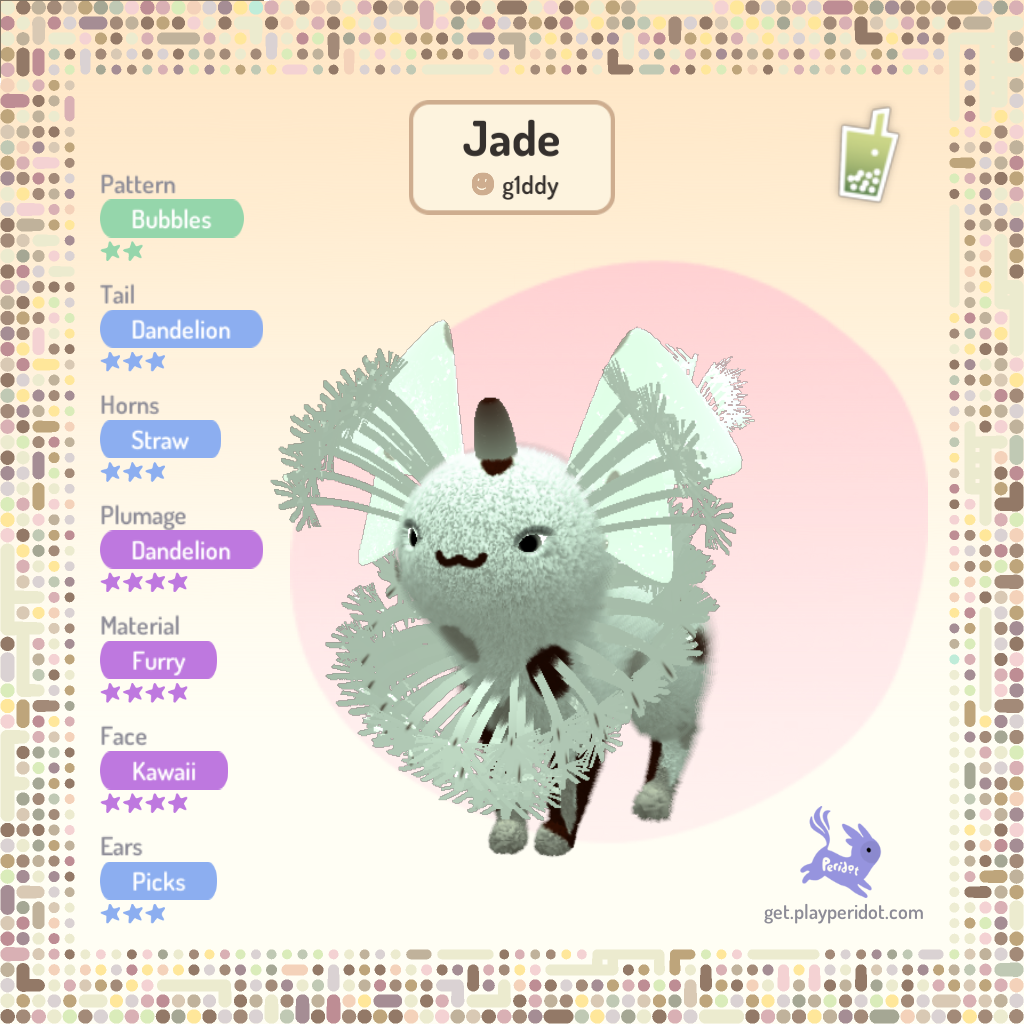 Jade
g1ddy
Pattern
Bubbles
Tail
Dandelion
Horns
Straw
Plumage
Dandelion
Material
Furry
Face
Kawaii
Ears
Picks
Peridot
get.playperidot.com